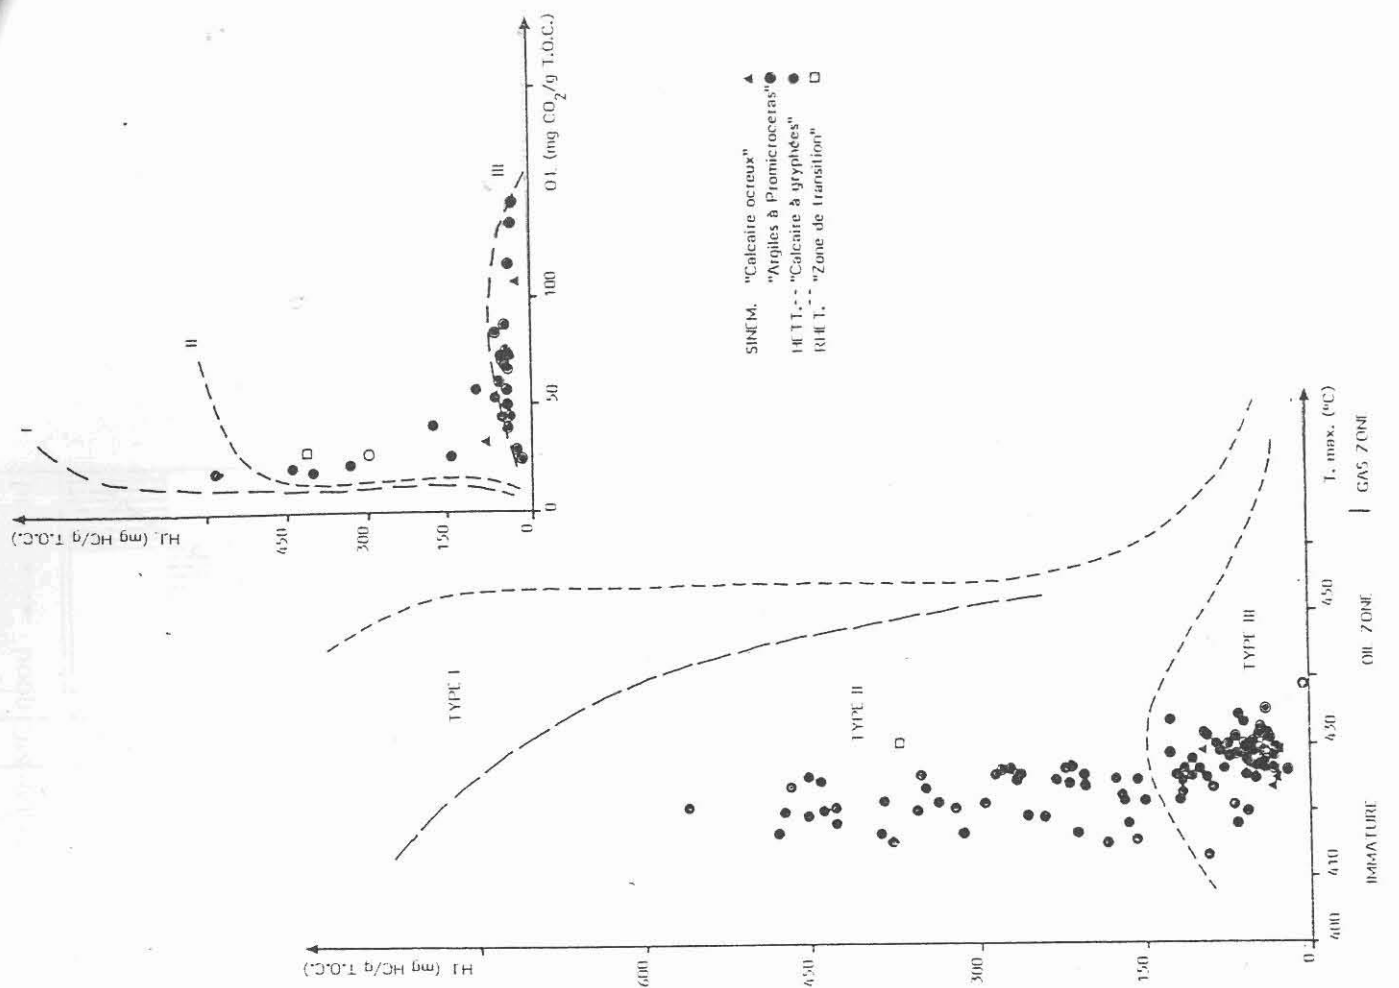 H.I. (mg HC/g T.O.C.)
I
II
III
450
300
150
0
0
50
100
O.I. (mg CO2/g T.O.C.)
SINEM. "Calcaire ocreux"
"Argiles à Promicroceras"
HETT.-- "Calcaire à gryphées"
RHET.-- "Zone de transition"
H.I. (mg HC/g T.O.C.)
600
450
300
150
0
TYPE I
TYPE II
TYPE III
400
410
430
450
T. max. (°C)
IMMATURE
OIL ZONE
GAS ZONE